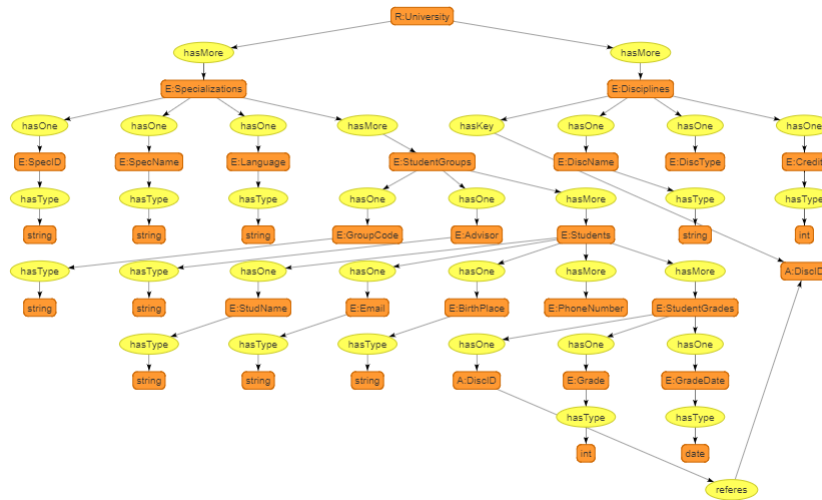 R:University
hasMore hasMore
E:Specializations E:Disciplines
hasOne hasOne hasOne hasMore hasKey hasOne hasOne hasOne
E:SpecID E:SpecName E:Language E:StudentGroups E:DiscName E:DiscType E:Credit
hasType hasType hasType hasOne hasOne hasMore hasType hasType
string string string E:GroupCode E:Advisor E:Students string int
hasType hasType hasOne hasOne hasOne hasMore hasMore A:DiscID
string string E:StudName E:Email E:BirthPlace E:PhoneNumber E:StudentGrades
hasType hasType hasType hasOne hasOne hasOne
string string string A:DiscID E:Grade E:GradeDate
hasType hasType
int date
referes